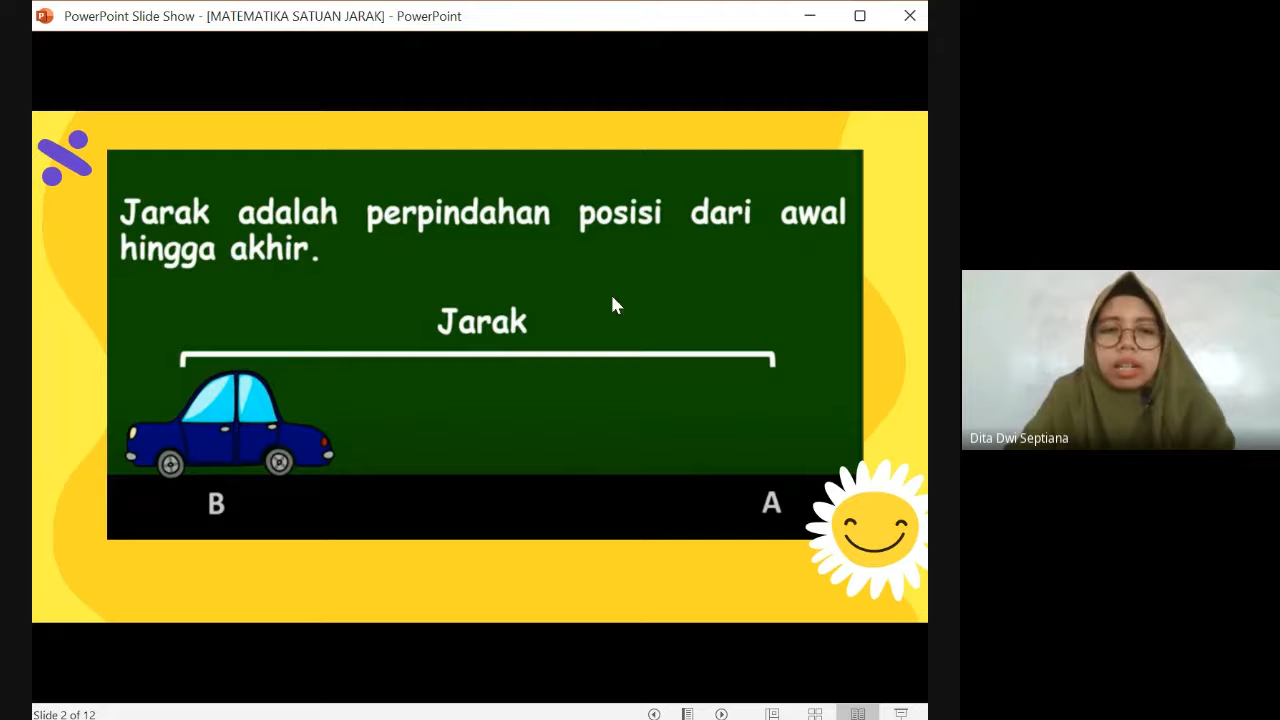 PowerPoint Slide Show - [MATEMATIKA SATUAN JARAK] - PowerPoint
Jarak adalah perpindahan posisi dari awal
hingga akhir.
Jarak
B A
Dita Dwi Septiana
Slide 2 of 12